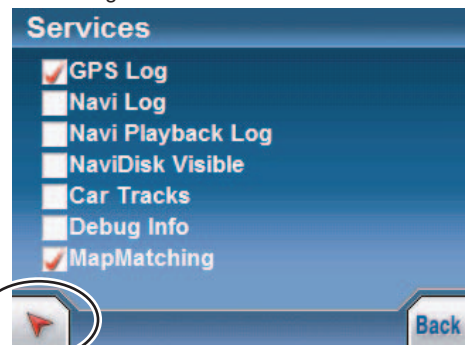 Services
GPS Log
Navi Log
Navi Playback Log
NaviDisk Visible
Car Tracks
Debug Info
MapMatching
Back